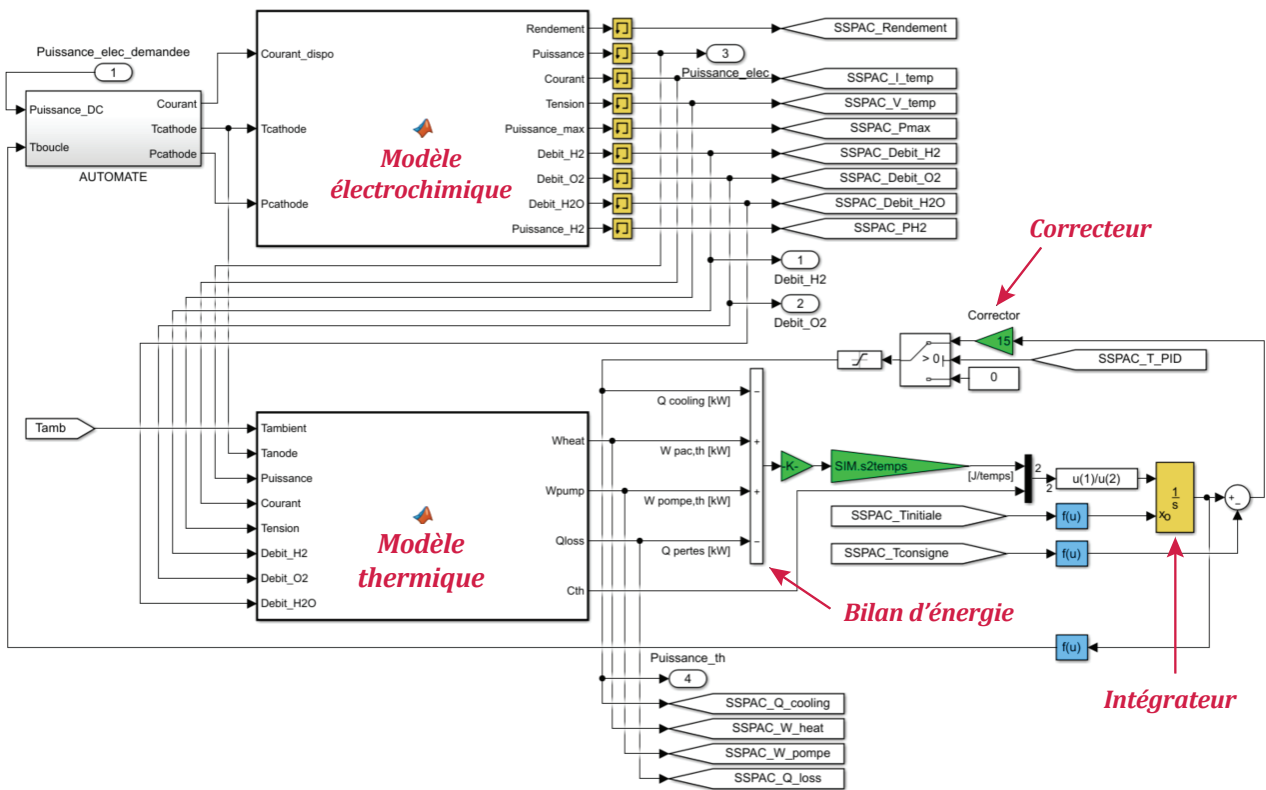 Puissance_elec_demandee
1
Puissance_DC
Tboucle
Courant
Tcathode
Pcathode
AUTOMATE
Courant_dispo
Tcathode
Pcathode
Modèle
électrochimique
Rendement
Puissance
Courant
Tension
Puissance_max
Debit_H2
Debit_O2
Debit_H2O
Puissance_H2
SSPAC_Rendement
3
Puissance_elec
SSPAC_I_temp
SSPAC_V_temp
SSPAC_Pmax
SSPAC_Debit_H2
SSPAC_Debit_O2
SSPAC_Debit_H2O
SSPAC_PH2
1
Debit_H2
2
Debit_O2
Correcteur
Corrector
15
> 0
SSPAC_T_PID
0
Tamb
Tambient
Tanode
Puissance
Courant
Tension
Debit_H2
Debit_O2
Debit_H2O
Modèle
thermique
Wheat
Wpump
Qloss
Cth
Q cooling [kW]
W pac,th [kW]
W pompe,th [kW]
Q pertes [kW]
−
+
+
−
-K-
SIM.s2temps
[J/temps]
2
2
u(1)/u(2)
1
s
xo
+
−
SSPAC_Tinitiale
f(u)
SSPAC_Tconsigne
f(u)
Bilan d'énergie
f(u)
Intégrateur
Puissance_th
4
SSPAC_Q_cooling
SSPAC_W_heat
SSPAC_W_pompe
SSPAC_Q_loss